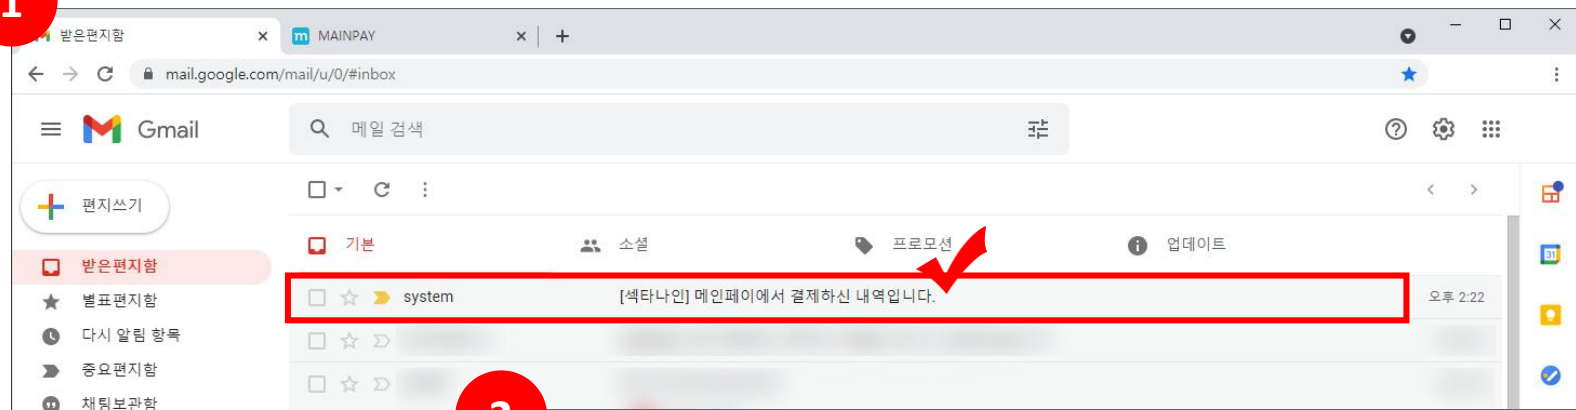 1
받은편지함
MAINPAY
mail.google.com/mail/u/0/#inbox
Gmail
메일 검색
편지쓰기
기본
소셜
프로모션
업데이트
받은편지함
system
[섹타나인] 메인페이에서 결제하신 내역입니다.
오후 2:22
별표편지함
다시 알림 항목
중요편지함
채팅보관함
31